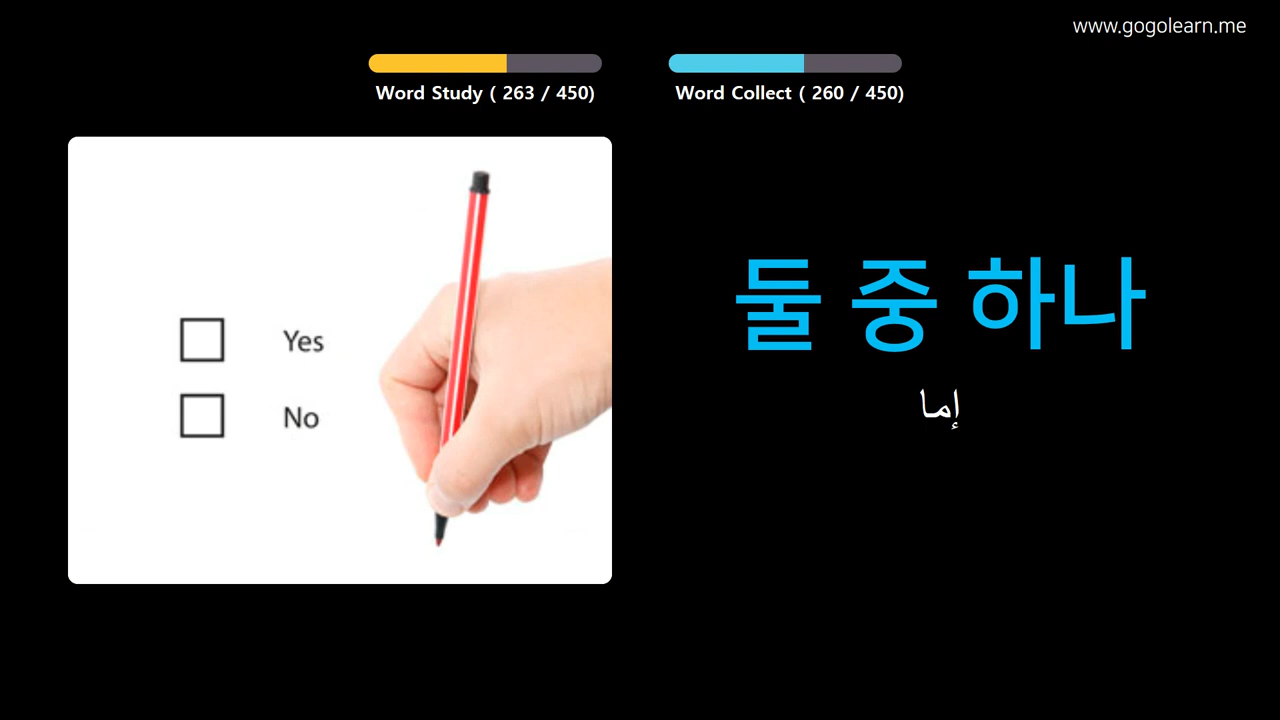 www.gogolearn.me
Word Study ( 263 / 450)
Word Collect ( 260 / 450)
Yes
No
둘 중 하나
إما